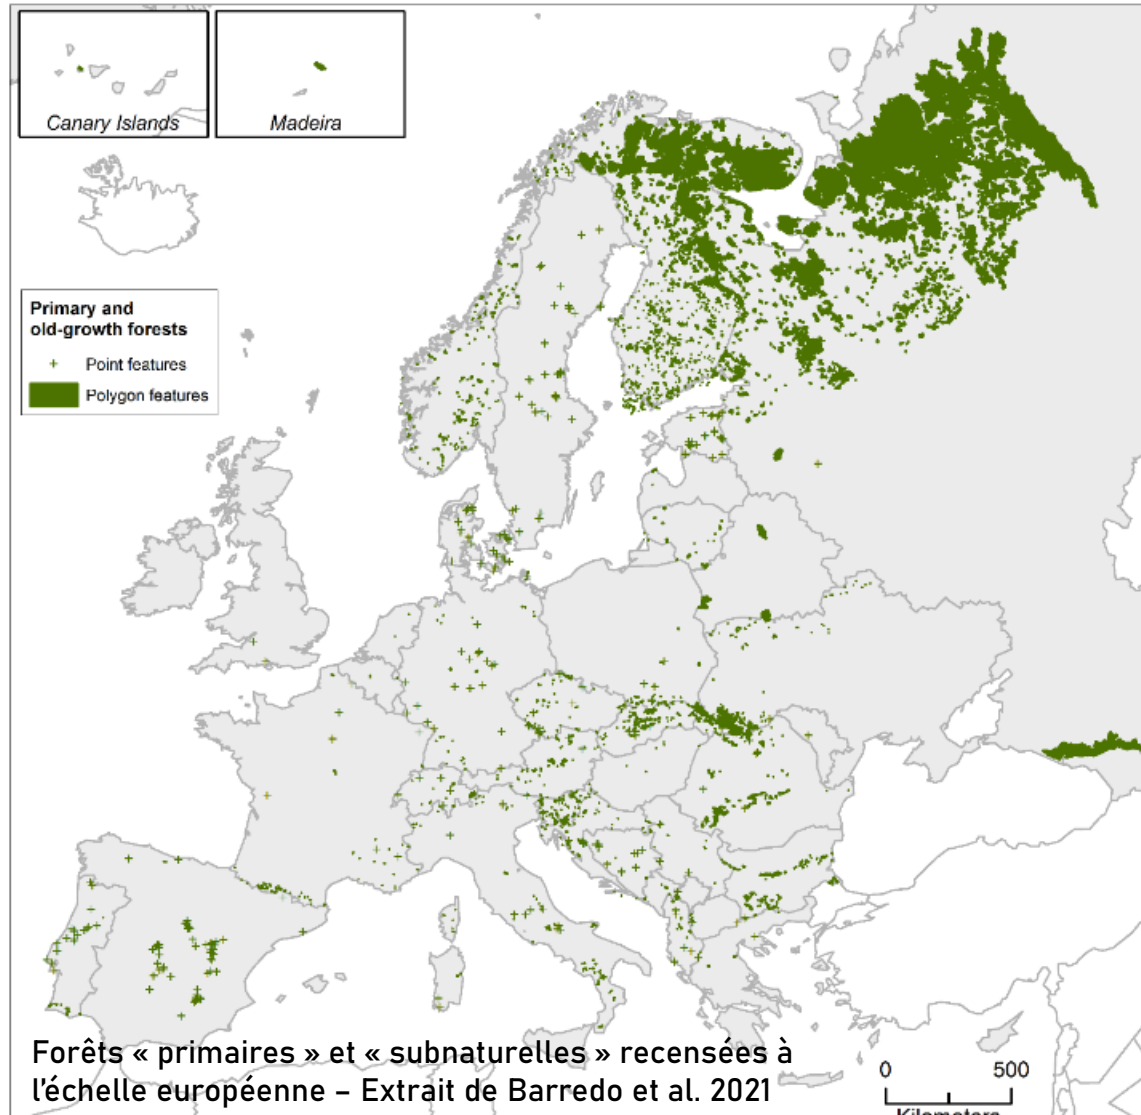 Canary Islands
Madeira
Primary and
old-growth forests
Point features
Polygon features
Forêts « primaires » et « subnaturelles » recensées à
l'échelle européenne – Extrait de Barredo et al. 2021
0 500
Kilometers